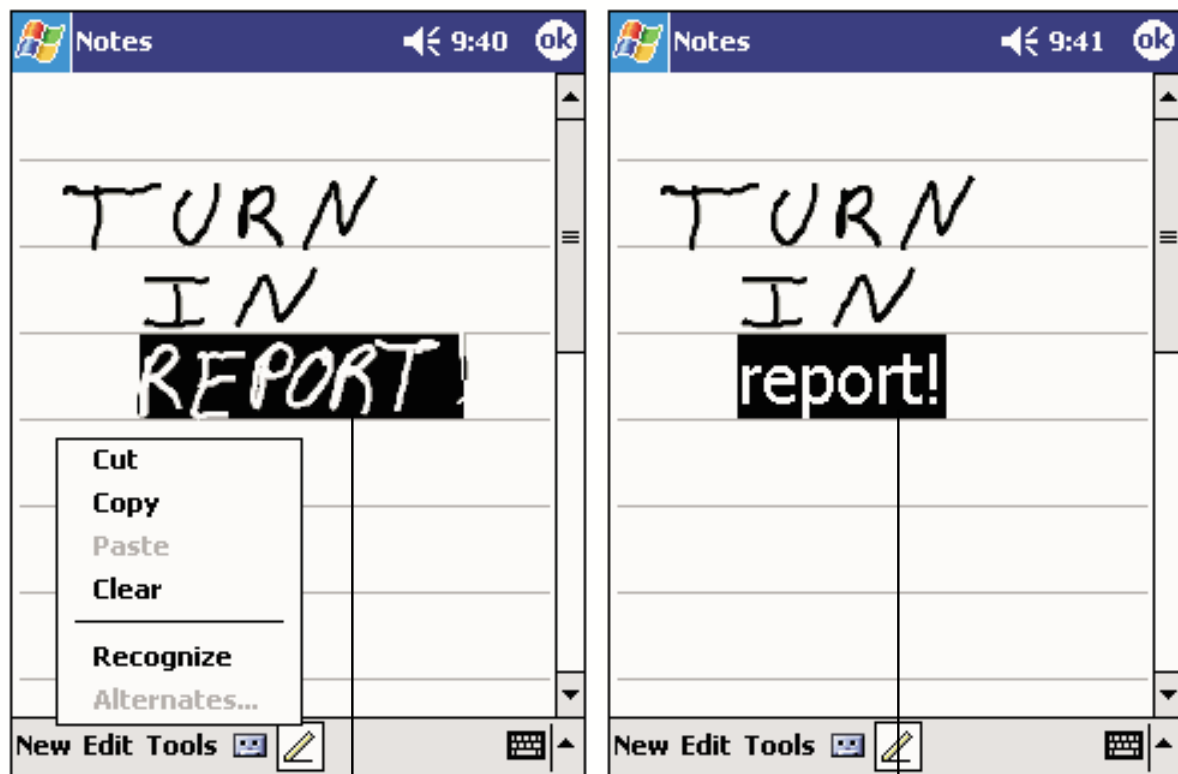 Notes 9:40 ok
TURN
IN
REPORT!
Cut
Copy
Paste
Clear
Recognize
Alternates...
New Edit Tools
Notes 9:41 ok
TURN
IN
report!
New Edit Tools